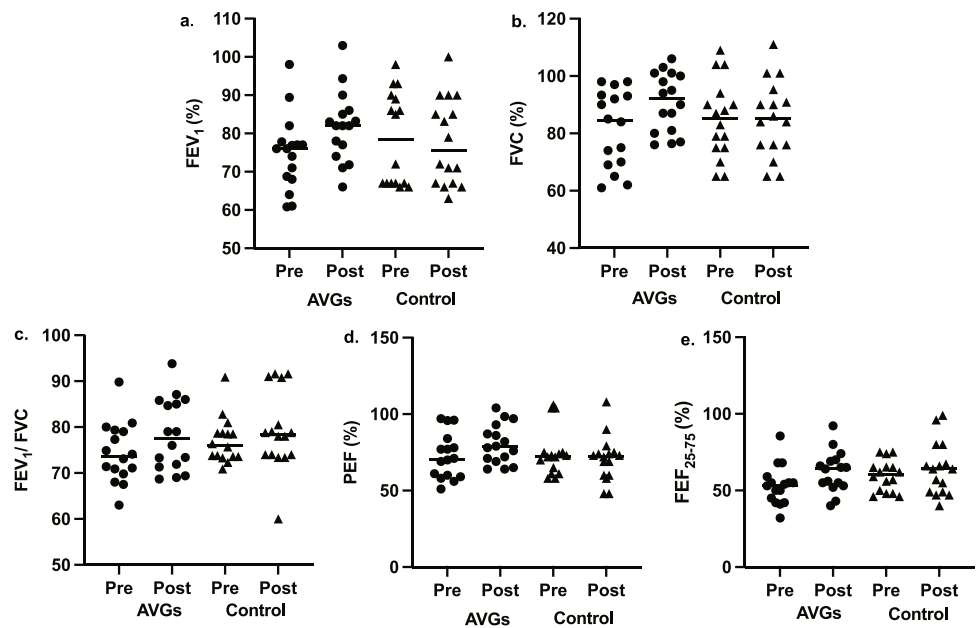 a.
FEV1 (%)
110
100
90
80
70
60
50
Pre Post Pre Post
AVGs Control
b.
FVC (%)
120
100
80
60
40
Pre Post Pre Post
AVGs Control
c.
FEV1/ FVC
100
90
80
70
60
50
Pre Post Pre Post
AVGs Control
d.
PEF (%)
150
100
50
0
Pre Post Pre Post
AVGs Control
e.
FEF25-75 (%)
150
100
50
0
Pre Post Pre Post
AVGs Control